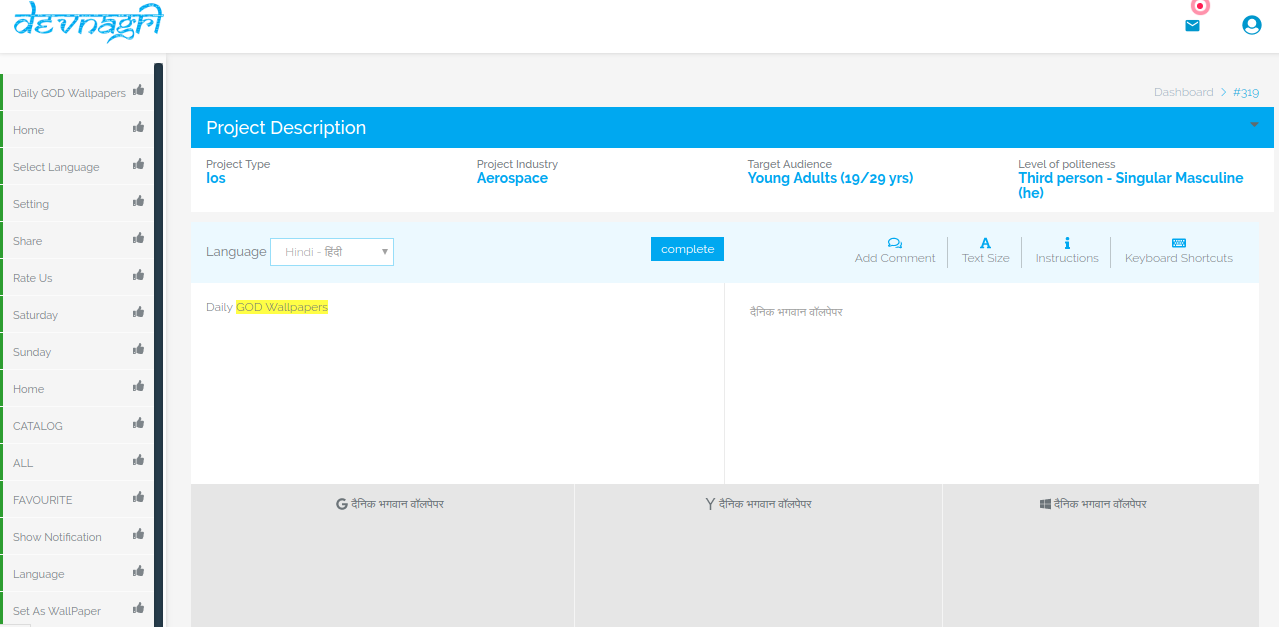 devnagri
Dashboard > #319
Daily GOD Wallpapers
Home
Select Language
Setting
Share
Rate Us
Saturday
Sunday
Home
CATALOG
ALL
FAVOURITE
Show Notification
Language
Set As WallPaper
Project Description
Project Type
Ios
Project Industry
Aerospace
Target Audience
Young Adults (19/29 yrs)
Level of politeness
Third person - Singular Masculine
(he)
Language Hindi - हिंदी
complete
Add Comment
Text Size
Instructions
Keyboard Shortcuts
Daily GOD Wallpapers
दैनिक भगवान वॉलपेपर
दैनिक भगवान वॉलपेपर
दैनिक भगवान वॉलपेपर
दैनिक भगवान वॉलपेपर